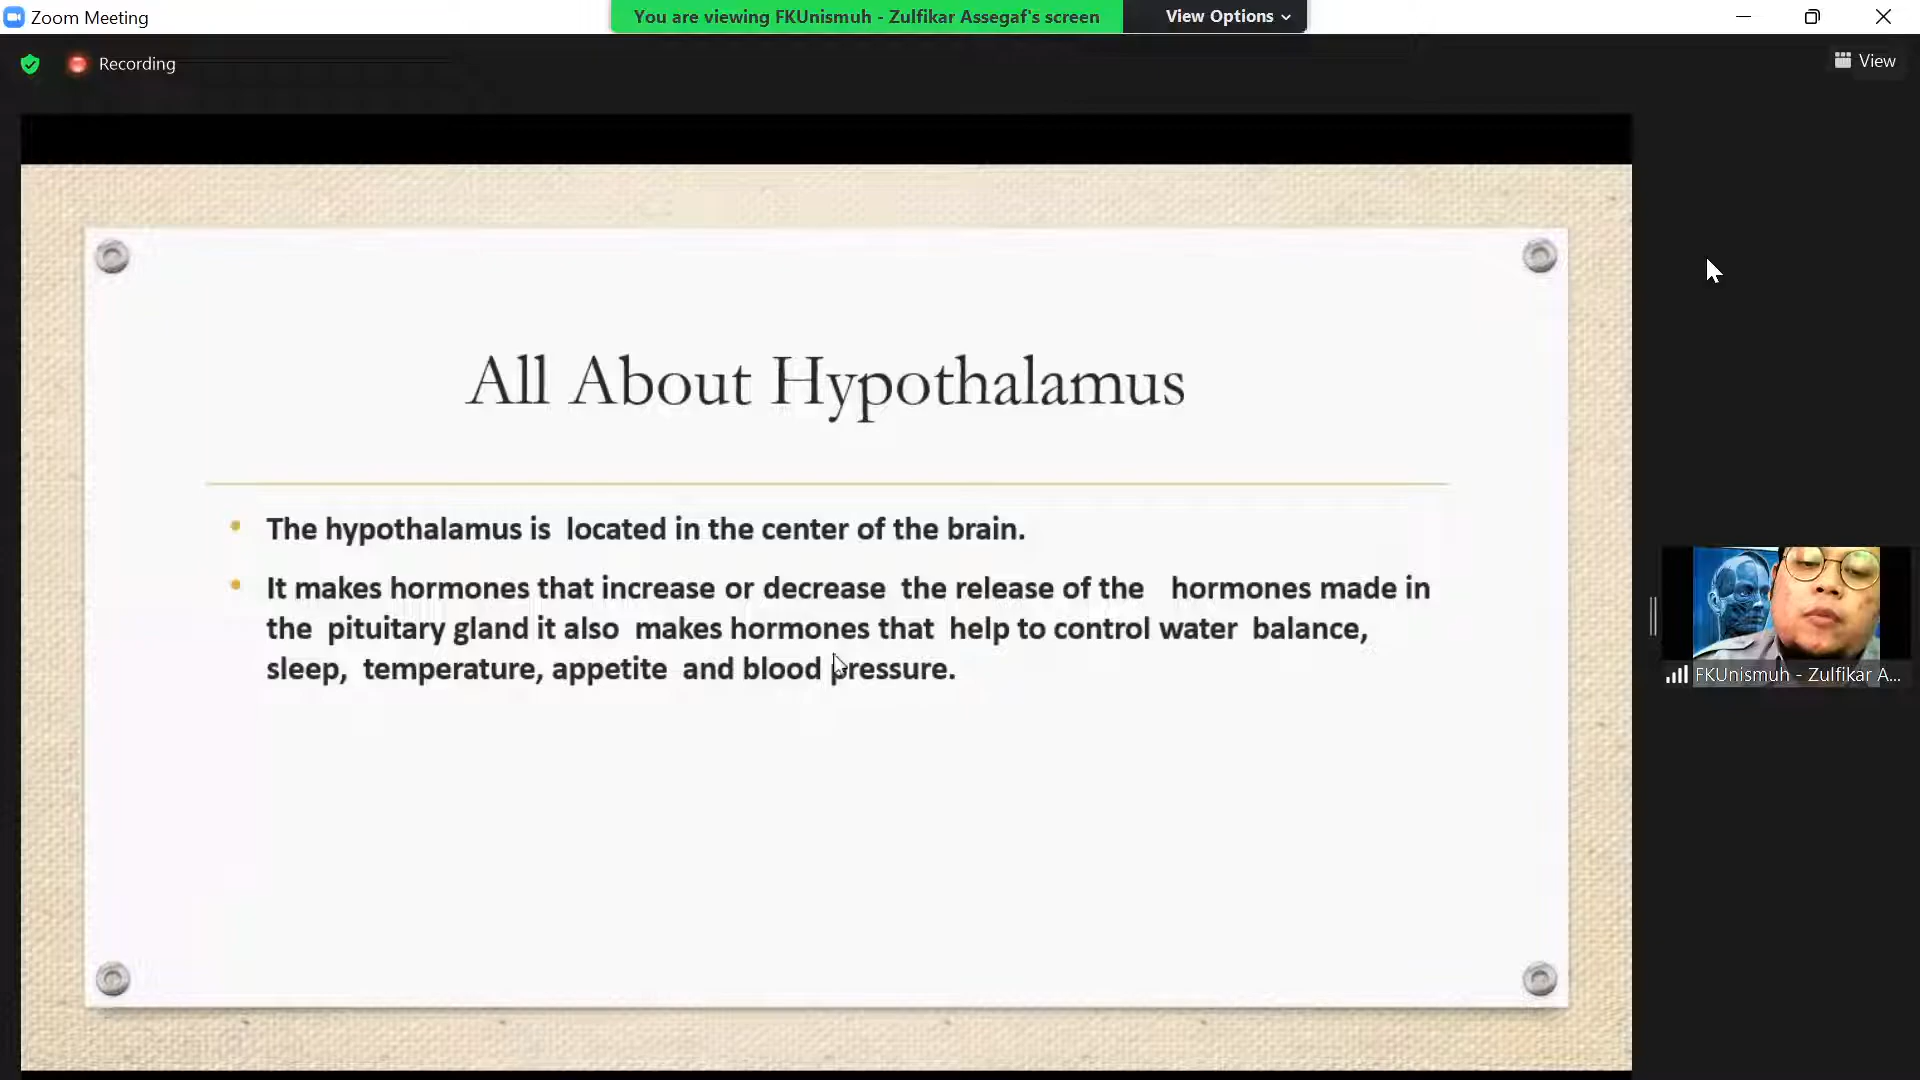 Zoom Meeting
You are viewing FKUnismuh - Zulfikar Assegaf's screen
View Options
Recording
View
All About Hypothalamus
• The hypothalamus is located in the center of the brain.
• It makes hormones that increase or decrease the release of the hormones made in
the pituitary gland it also makes hormones that help to control water balance,
sleep, temperature, appetite and blood pressure.
FKUnismuh - Zulfikar A...